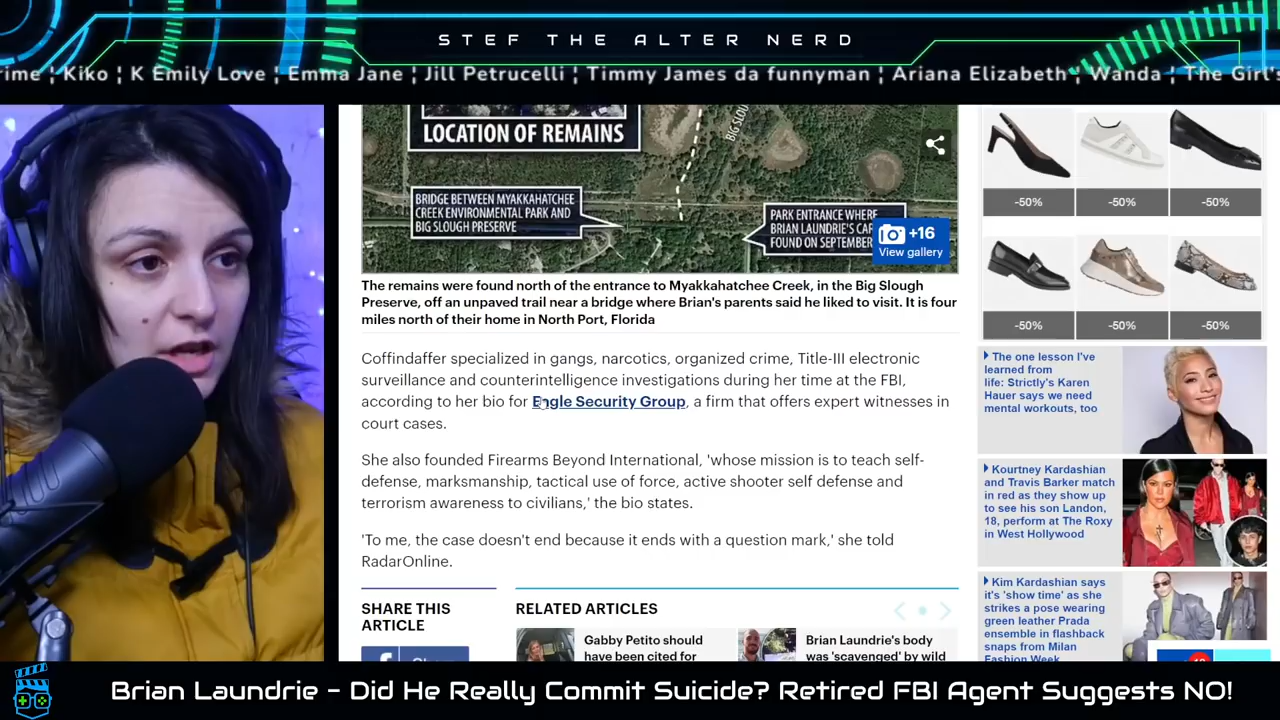 STEF THE ALTER NERD
rime ¦ Kiko ¦ K Emily Love ¦ Emma Jane ¦ Jill Petrucelli ¦ Timmy James da funnyman ¦ Ariana Elizabeth ¦ Wanda ¦ The Girl's
LOCATION OF REMAINS
BIG SLOU
BRIDGE BETWEEN MYAKKAHATCHEE
CREEK ENVIRONMENTAL PARK AND
BIG SLOUGH PRESERVE
PARK ENTRANCE WHERE
BRIAN LAUNDRIE'S CAR
FOUND ON SEPTEMBER
+16
View gallery
The remains were found north of the entrance to Myakkahatchee Creek, in the Big Slough
Preserve, off an unpaved trail near a bridge where Brian's parents said he liked to visit. It is four
miles north of their home in North Port, Florida
Coffindaffer specialized in gangs, narcotics, organized crime, Title-III electronic
surveillance and counterintelligence investigations during her time at the FBI,
according to her bio for Eagle Security Group, a firm that offers expert witnesses in
court cases.
She also founded Firearms Beyond International, 'whose mission is to teach self-
defense, marksmanship, tactical use of force, active shooter self defense and
terrorism awareness to civilians,' the bio states.
'To me, the case doesn't end because it ends with a question mark,' she told
RadarOnline.
SHARE THIS
ARTICLE
RELATED ARTICLES
Gabby Petito should
have been cited for
Brian Laundrie's body
was 'scavenged' by wild
-50%
-50%
-50%
-50%
-50%
-50%
The one lesson I've
learned from
life: Strictly's Karen
Hauer says we need
mental workouts, too
Kourtney Kardashian
and Travis Barker match
in red as they show up
to see his son Landon,
18, perform at The Roxy
in West Hollywood
Kim Kardashian says
it's 'show time' as she
strikes a pose wearing
green leather Prada
ensemble in flashback
snaps from Milan
Fashion Week
Brian Laundrie - Did He Really Commit Suicide? Retired FBI Agent Suggests NO!